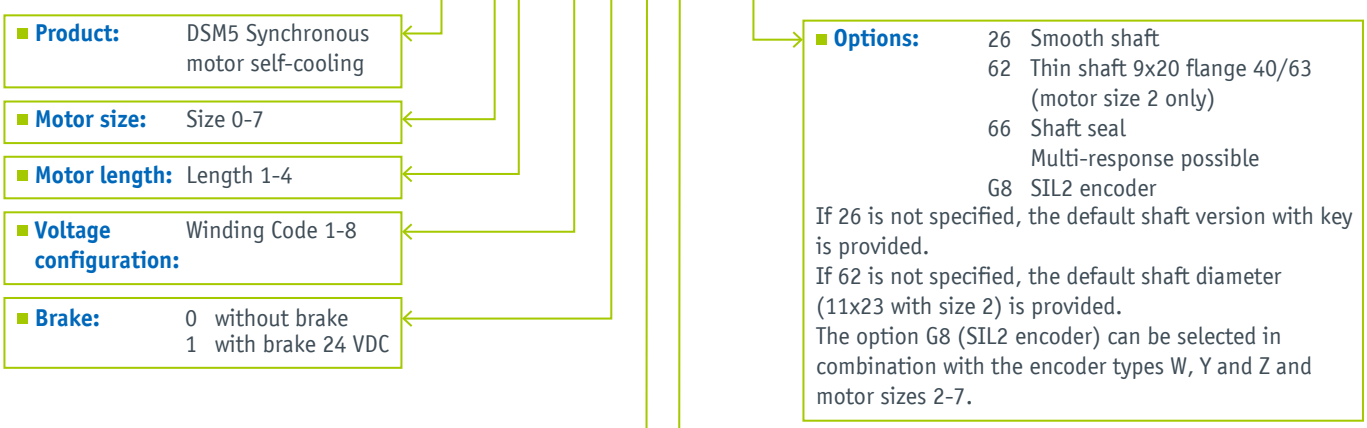 Product: DSM5 Synchronous
motor self-cooling
Motor size: Size 0-7
Motor length: Length 1-4
Voltage Winding Code 1-8
configuration:
Brake: 0 without brake
1 with brake 24 VDC
Options: 26 Smooth shaft
62 Thin shaft 9x20 flange 40/63
(motor size 2 only)
66 Shaft seal
Multi-response possible
G8 SIL2 encoder
If 26 is not specified, the default shaft version with key
is provided.
If 62 is not specified, the default shaft diameter
(11x23 with size 2) is provided.
The option G8 (SIL2 encoder) can be selected in
combination with the encoder types W, Y and Z and
motor sizes 2-7.